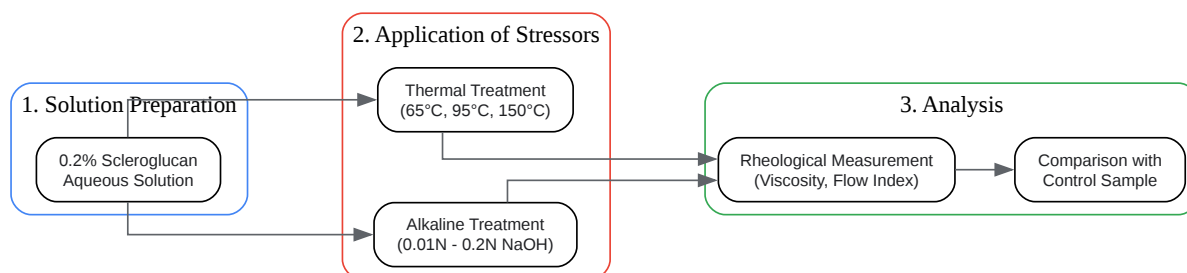 1. Solution Preparation
0.2% Scleroglucan
Aqueous Solution
2. Application of Stressors
Thermal Treatment
(65°C, 95°C, 150°C)
Alkaline Treatment
(0.01N - 0.2N NaOH)
3. Analysis
Rheological Measurement
(Viscosity, Flow Index)
Comparison with
Control Sample